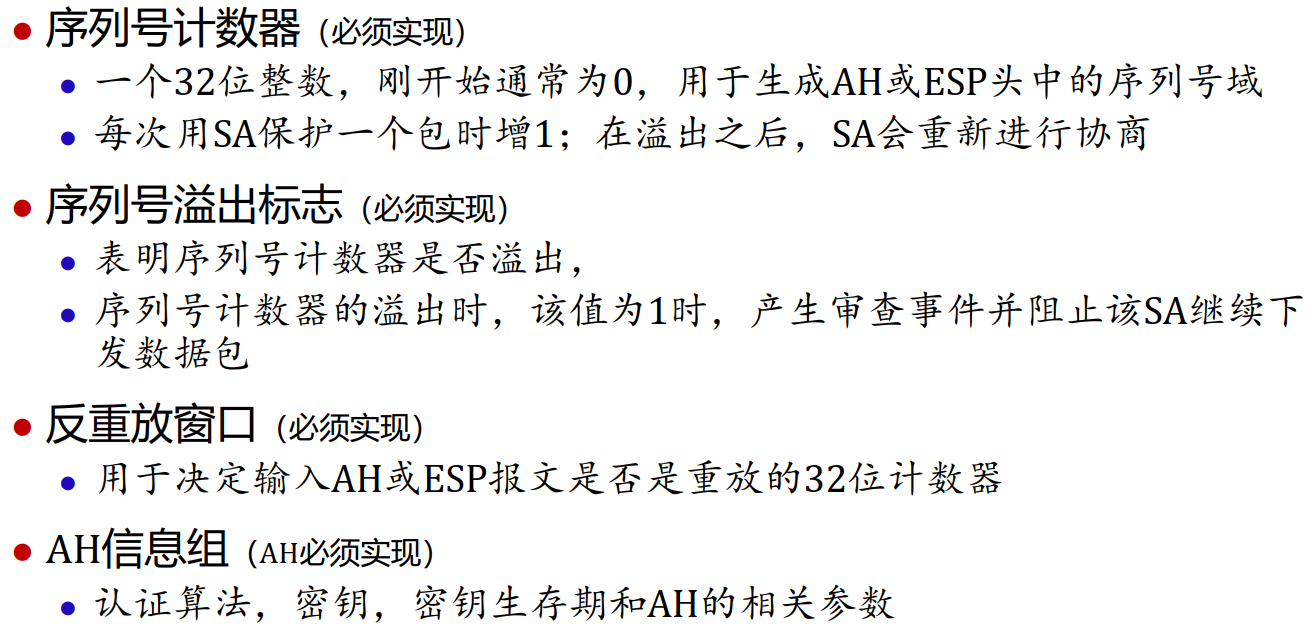 序列号计数器（必须实现）
一个32位整数，刚开始通常为0，用于生成AH或ESP头中的序列号域
每次用SA保护一个包时增1；在溢出之后，SA会重新进行协商
序列号溢出标志（必须实现）
表明序列号计数器是否溢出，
序列号计数器的溢出时，该值为1时，产生审查事件并阻止该SA继续下
发数据包
反重放窗口（必须实现）
用于决定输入AH或ESP报文是否是重放的32位计数器
AH信息组（AH必须实现）
认证算法，密钥，密钥生存期和AH的相关参数